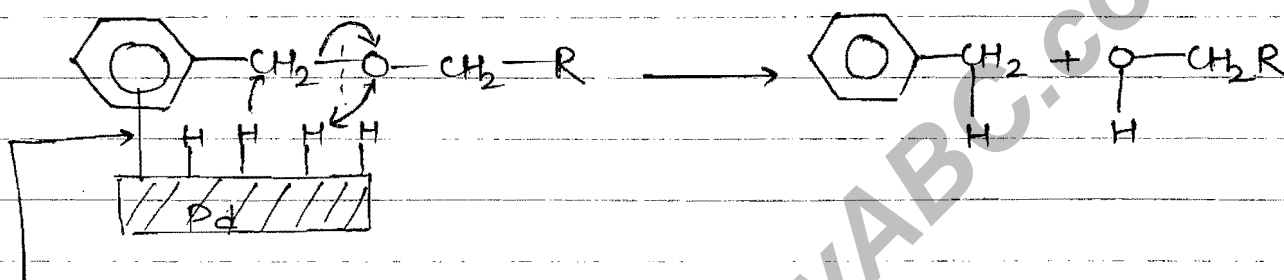 CH₂—O—CH₂—R ⟶ CH₂ + O—CH₂R
H H H H H H
Pd
ABC.co